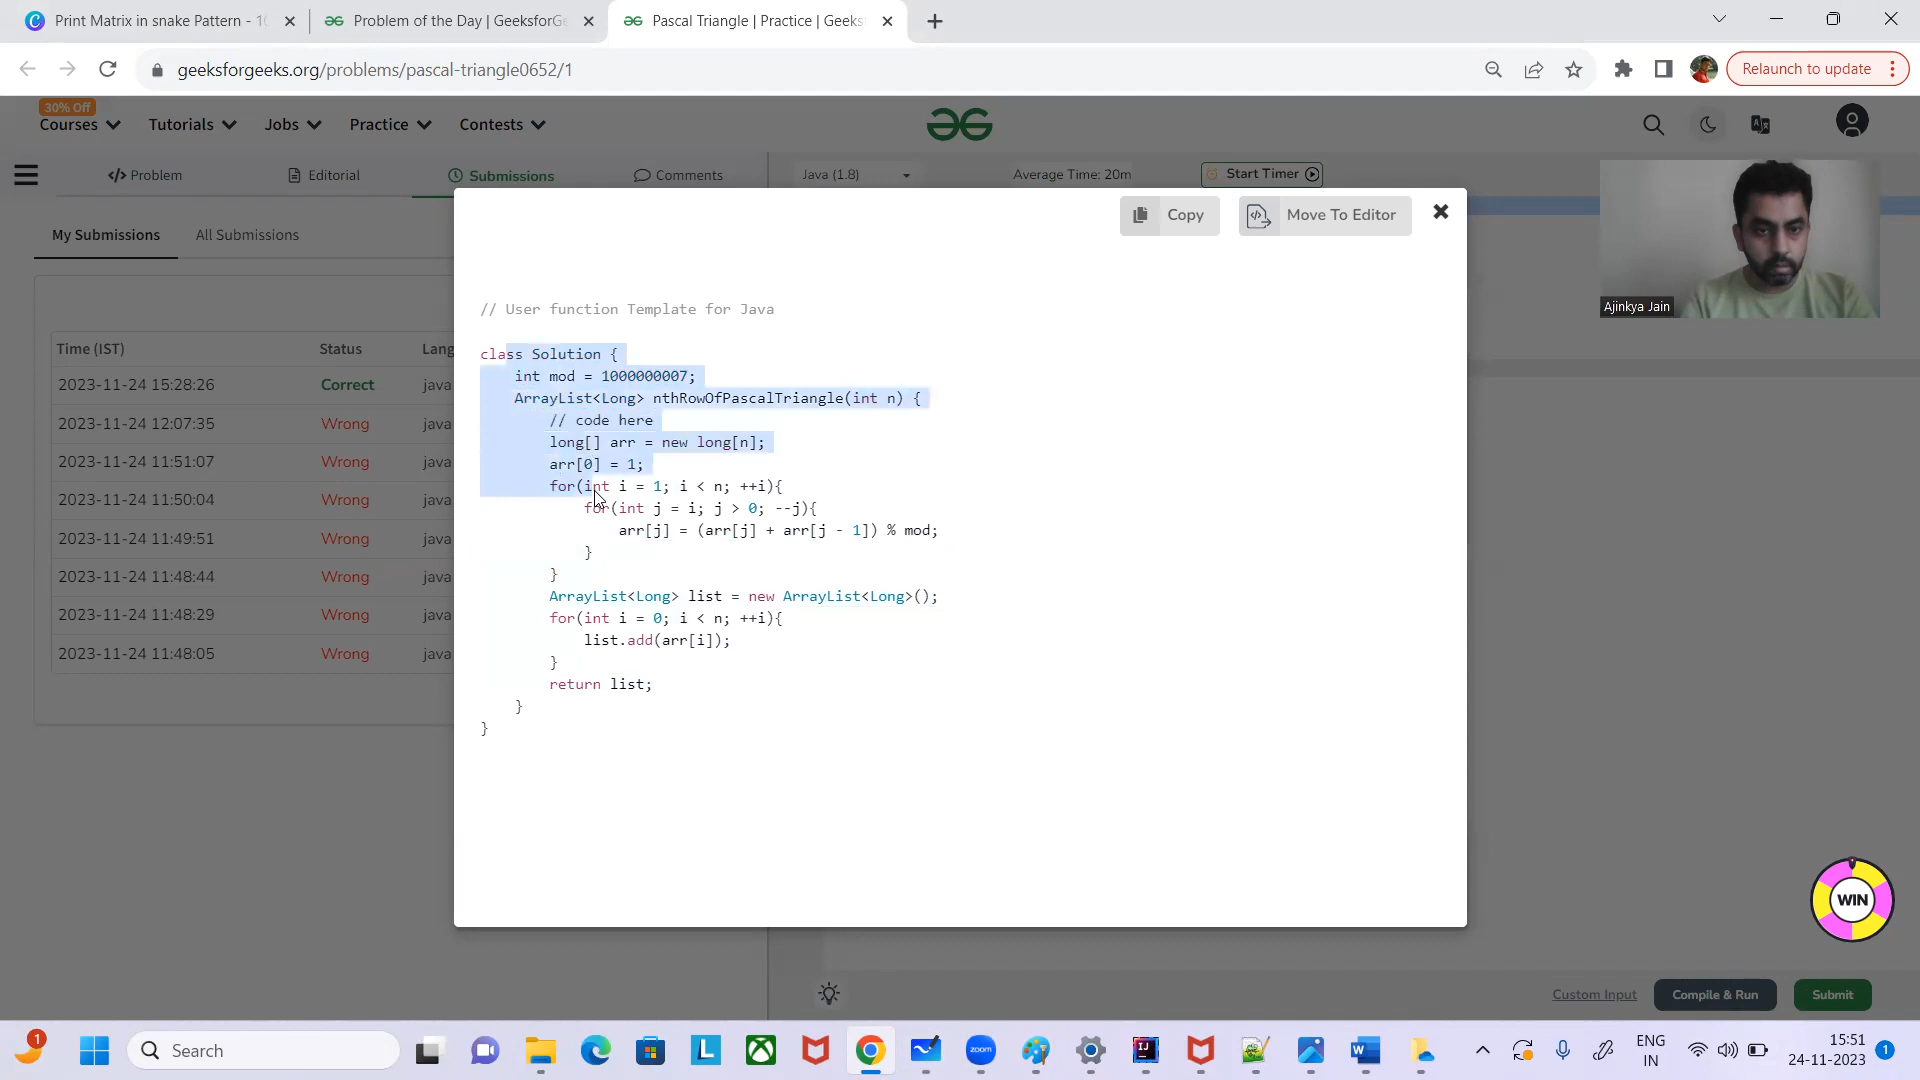 Print Matrix in snake Pattern - 16
Problem of the Day | GeeksforGe
Pascal Triangle | Practice | Geeks
geeksforgeeks.org/problems/pascal-triangle0652/1
Relaunch to update
30% Off
Courses
Tutorials
Jobs
Practice
Contests
</> Problem
Editorial
Submissions
Comments
Java (1.8)
Average Time: 20m
Start Timer
My Submissions
All Submissions
Copy
Move To Editor
Ajinkya Jain
Time (IST) Status Lang
2023-11-24 15:28:26 Correct java
2023-11-24 12:07:35 Wrong java
2023-11-24 11:51:07 Wrong java
2023-11-24 11:50:04 Wrong java
2023-11-24 11:49:51 Wrong java
2023-11-24 11:48:44 Wrong java
2023-11-24 11:48:29 Wrong java
2023-11-24 11:48:05 Wrong java
// User function Template for Java
class Solution {
int mod = 1000000007;
ArrayList<Long> nthRowOfPascalTriangle(int n) {
// code here
long[] arr = new long[n];
arr[0] = 1;
for(int i = 1; i < n; ++i){
for(int j = i; j > 0; --j){
arr[j] = (arr[j] + arr[j - 1]) % mod;
}
}
ArrayList<Long> list = new ArrayList<Long>();
for(int i = 0; i < n; ++i){
list.add(arr[i]);
}
return list;
}
}
WIN
Custom Input
Compile & Run
Submit
1
Search
zoom
ENG
IN
15:51
24-11-2023
1